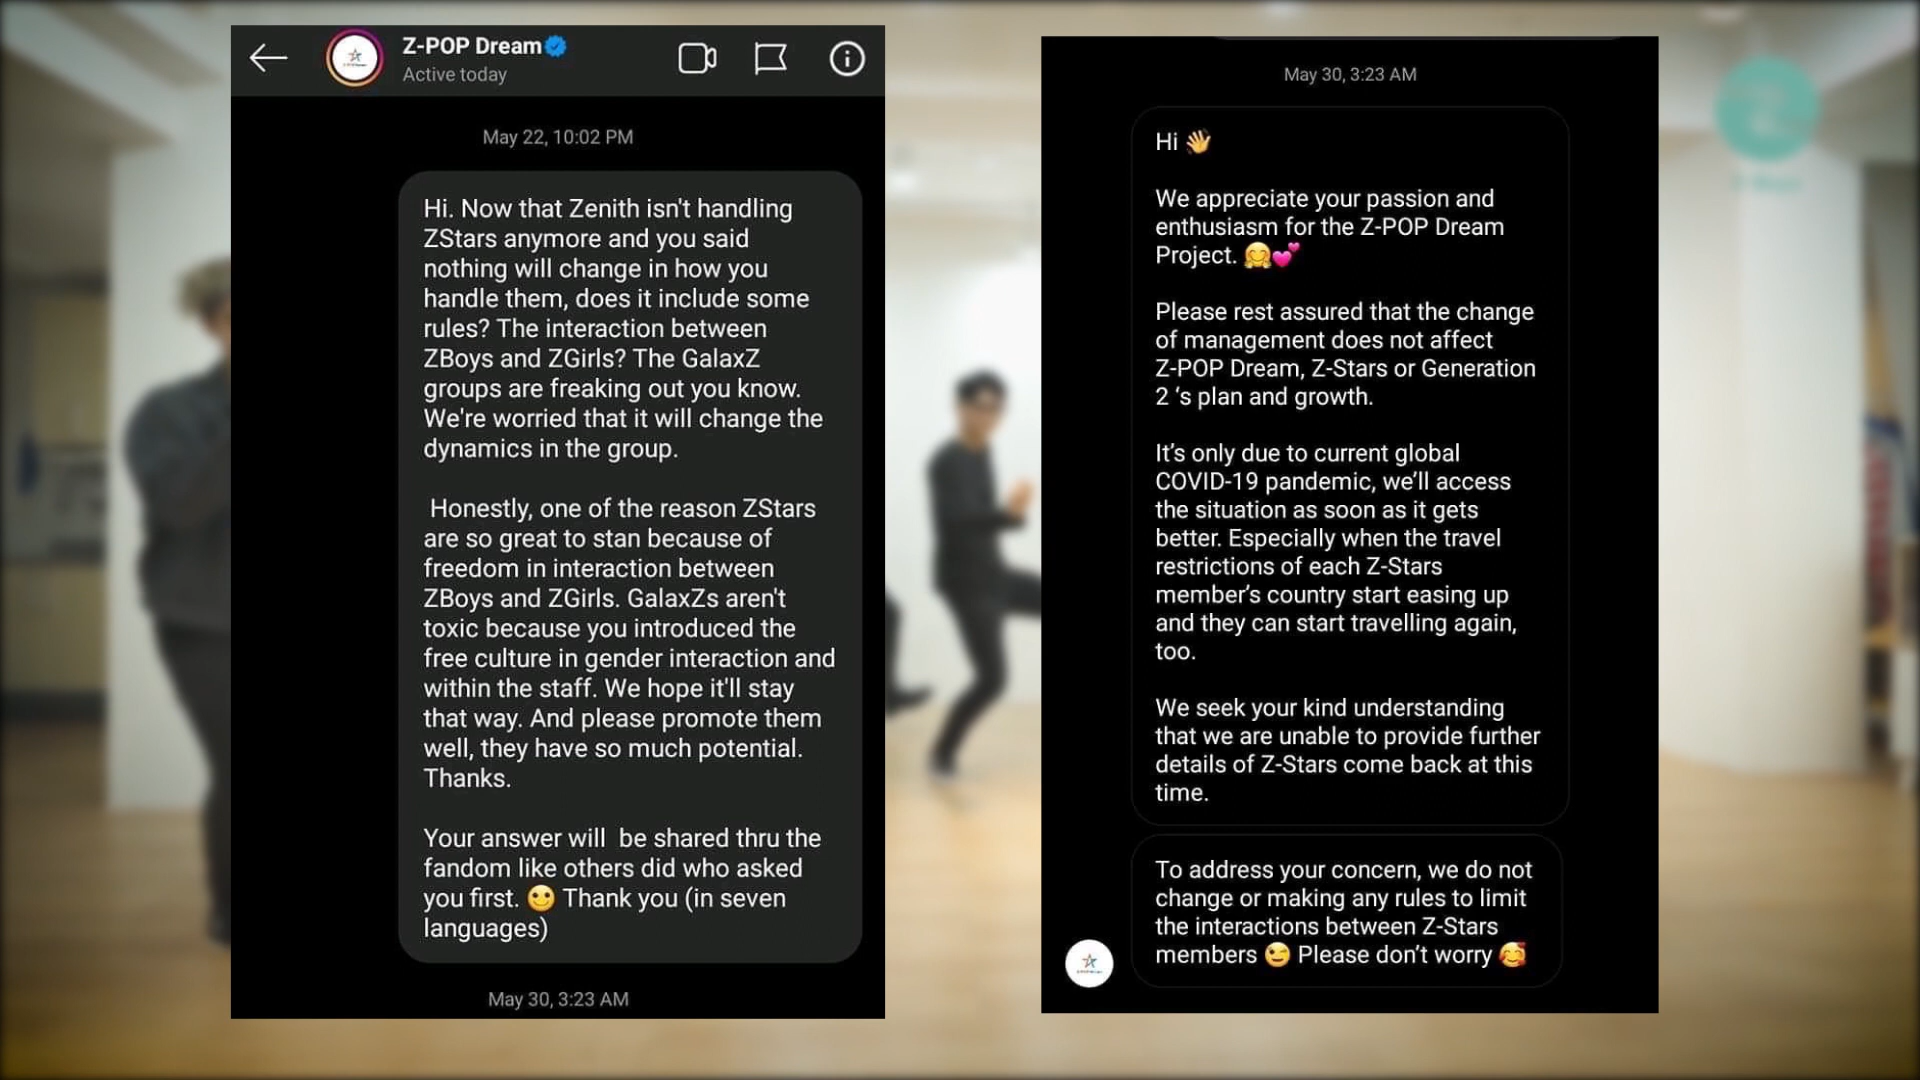 Z-POP Dream
Active today
May 22, 10:02 PM
Hi. Now that Zenith isn't handling
ZStars anymore and you said
nothing will change in how you
handle them, does it include some
rules? The interaction between
ZBoys and ZGirls? The GalaxZ
groups are freaking out you know.
We're worried that it will change the
dynamics in the group.
Honestly, one of the reason ZStars
are so great to stan because of
freedom in interaction between
ZBoys and ZGirls. GalaxZs aren't
toxic because you introduced the
free culture in gender interaction and
within the staff. We hope it'll stay
that way. And please promote them
well, they have so much potential.
Thanks.
Your answer will  be shared thru the
fandom like others did who asked
you first. 🙂 Thank you (in seven
languages)
May 30, 3:23 AM
May 30, 3:23 AM
Hi 👋
We appreciate your passion and
enthusiasm for the Z-POP Dream
Project. 🤗💕
Please rest assured that the change
of management does not affect
Z-POP Dream, Z-Stars or Generation
2 ‘s plan and growth.
It’s only due to current global
COVID-19 pandemic, we’ll access
the situation as soon as it gets
better. Especially when the travel
restrictions of each Z-Stars
member’s country start easing up
and they can start travelling again,
too.
We seek your kind understanding
that we are unable to provide further
details of Z-Stars come back at this
time.
To address your concern, we do not
change or making any rules to limit
the interactions between Z-Stars
members 😉 Please don’t worry 🥰